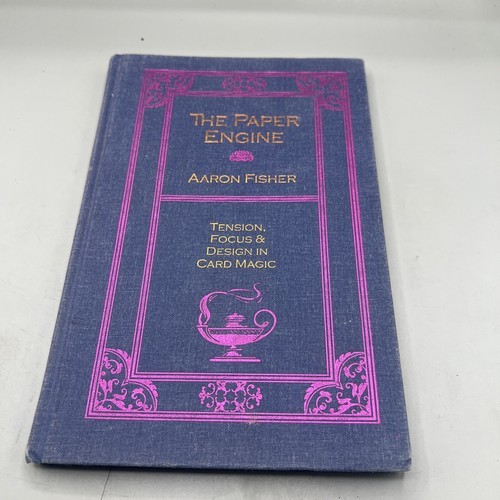 THE PAPER
ENGINE
AARON FISHER
TENSION,
FOCUS &
DESIGN IN
CARD MAGIC